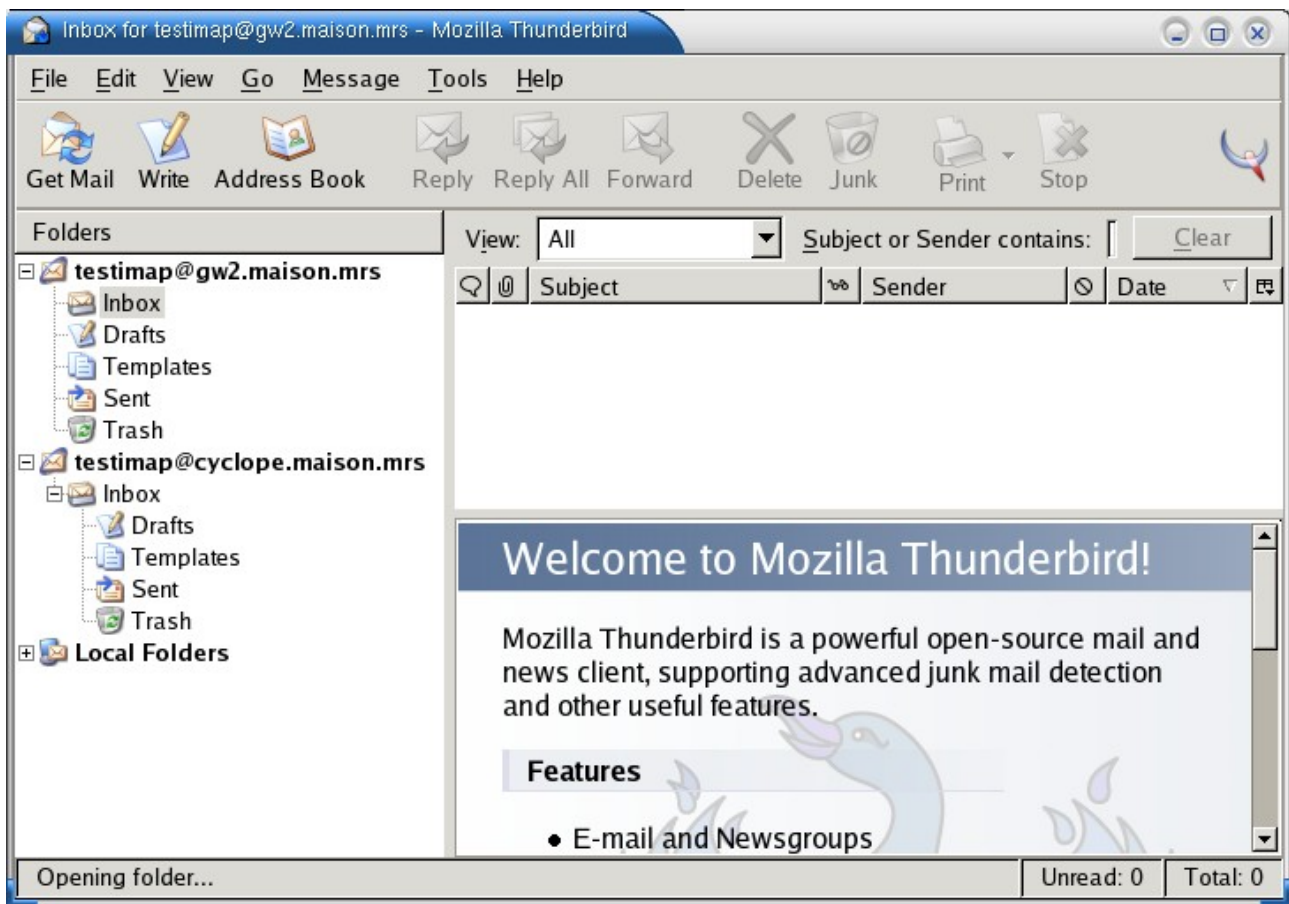 Inbox for testimap@gw2.maison.mrs - Mozilla Thunderbird
File Edit View Go Message Tools Help
Get Mail Write Address Book Reply Reply All Forward Delete Junk Print Stop
Folders
View: All Subject or Sender contains: Clear
Subject Sender Date
testimap@gw2.maison.mrs
Inbox
Drafts
Templates
Sent
Trash
testimap@cyclope.maison.mrs
Inbox
Drafts
Templates
Sent
Trash
Local Folders
Welcome to Mozilla Thunderbird!
Mozilla Thunderbird is a powerful open-source mail and
news client, supporting advanced junk mail detection
and other useful features.
Features
• E-mail and Newsgroups
Opening folder... Unread: 0 Total: 0